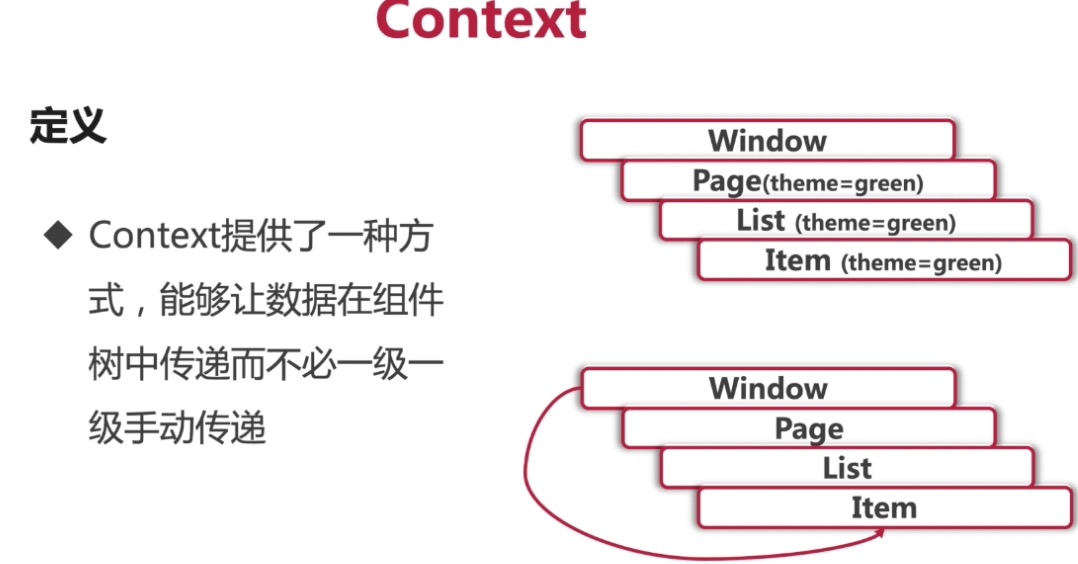 Context
定义
◆ Context提供了一种方
式，能够让数据在组件
树中传递而不必一级一
级手动传递
Window
Page(theme=green)
List (theme=green)
Item (theme=green)
Window
Page
List
Item